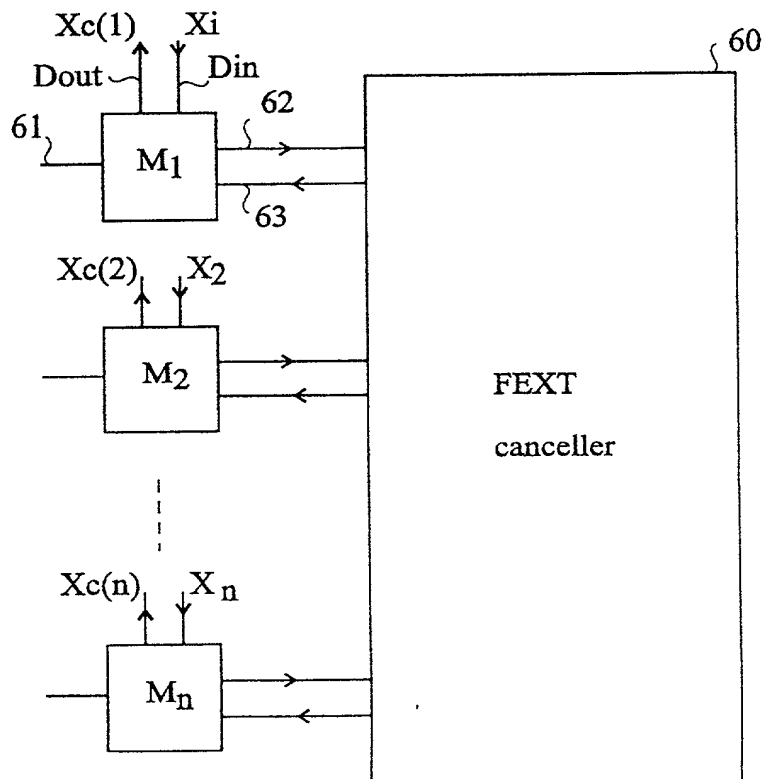 Xc(1) Xi
60
Dout Din
61
62
M1
63
Xc(2) X2
M2
FEXT
canceller
Xc(n) Xn
Mn